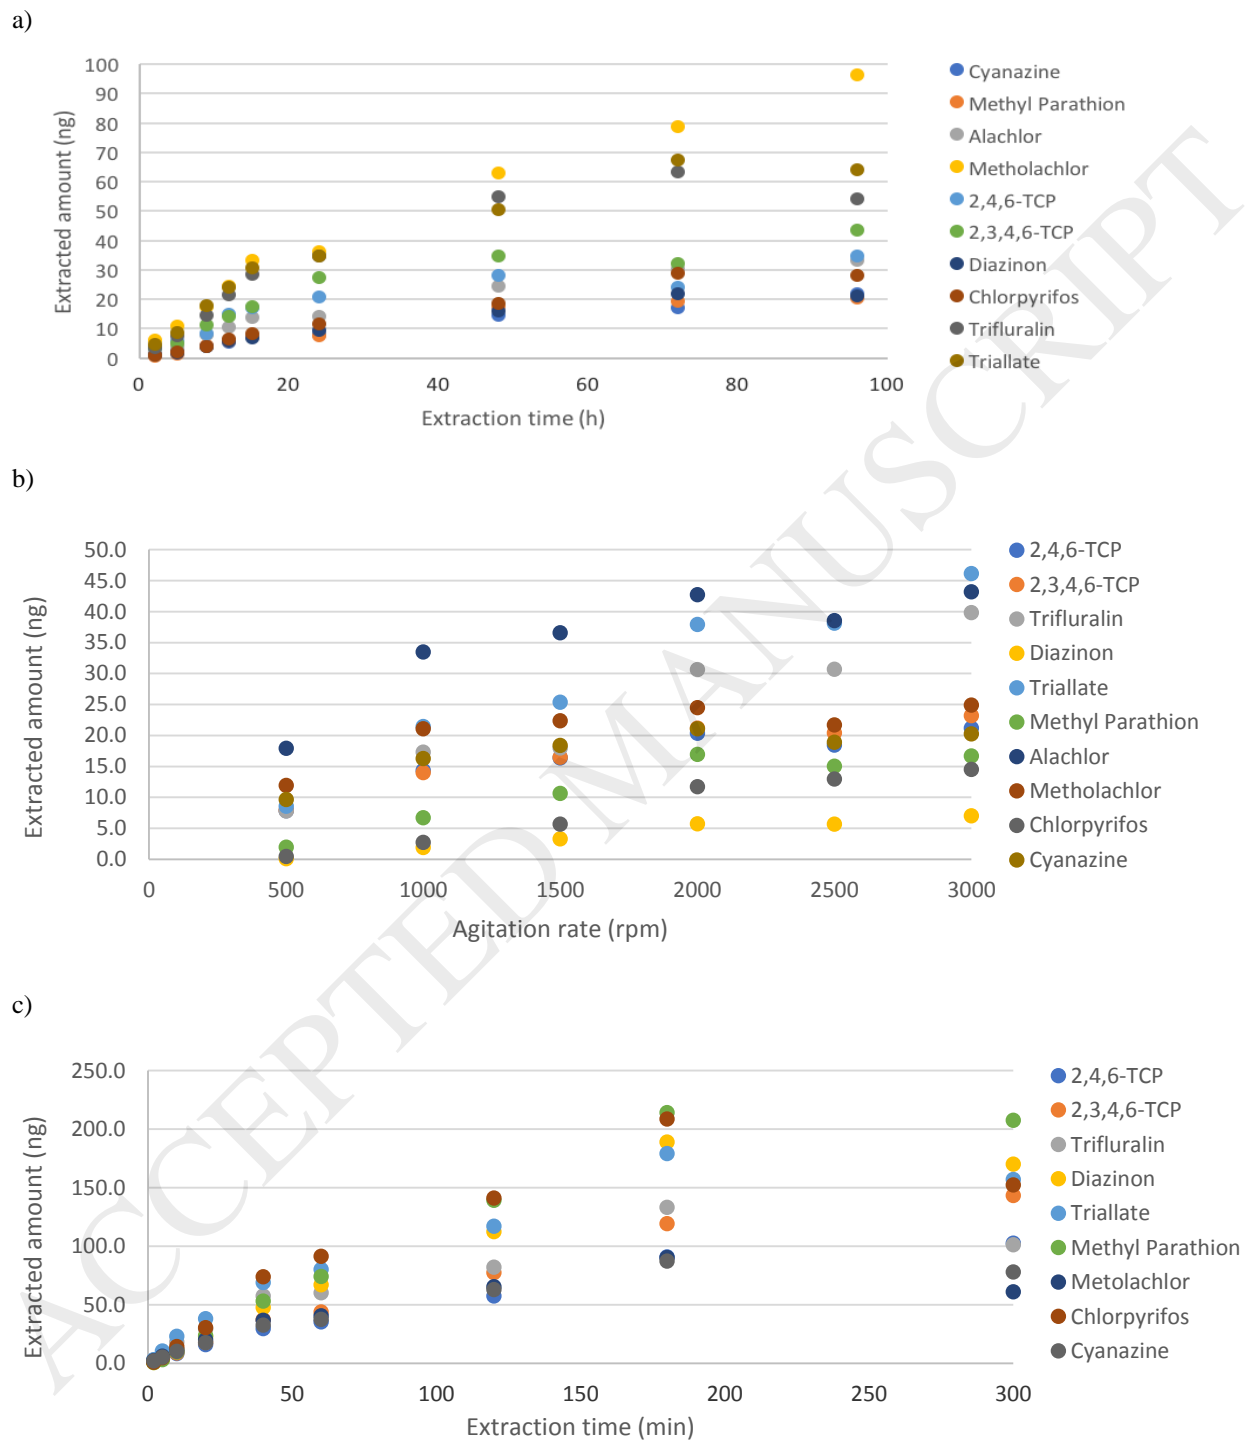 a)
100
90
80
70
60
50
40
30
20
10
0
Extracted amount (ng)
0 20 40 60 80 100
Extraction time (h)
Cyanazine
Methyl Parathion
Alachlor
Metholachlor
2,4,6-TCP
2,3,4,6-TCP
Diazinon
Chlorpyrifos
Trifluralin
Triallate
b)
50.0
45.0
40.0
35.0
30.0
25.0
20.0
15.0
10.0
5.0
0.0
Extracted amount (ng)
0 500 1000 1500 2000 2500 3000
Agitation rate (rpm)
2,4,6-TCP
2,3,4,6-TCP
Trifluralin
Diazinon
Triallate
Methyl Parathion
Alachlor
Metholachlor
Chlorpyrifos
Cyanazine
c)
250.0
200.0
150.0
100.0
50.0
0.0
Extracted amount (ng)
0 50 100 150 200 250 300
Extraction time (min)
2,4,6-TCP
2,3,4,6-TCP
Trifluralin
Diazinon
Triallate
Methyl Parathion
Metolachlor
Chlorpyrifos
Cyanazine
ACCEPTED MANUSCRIPT